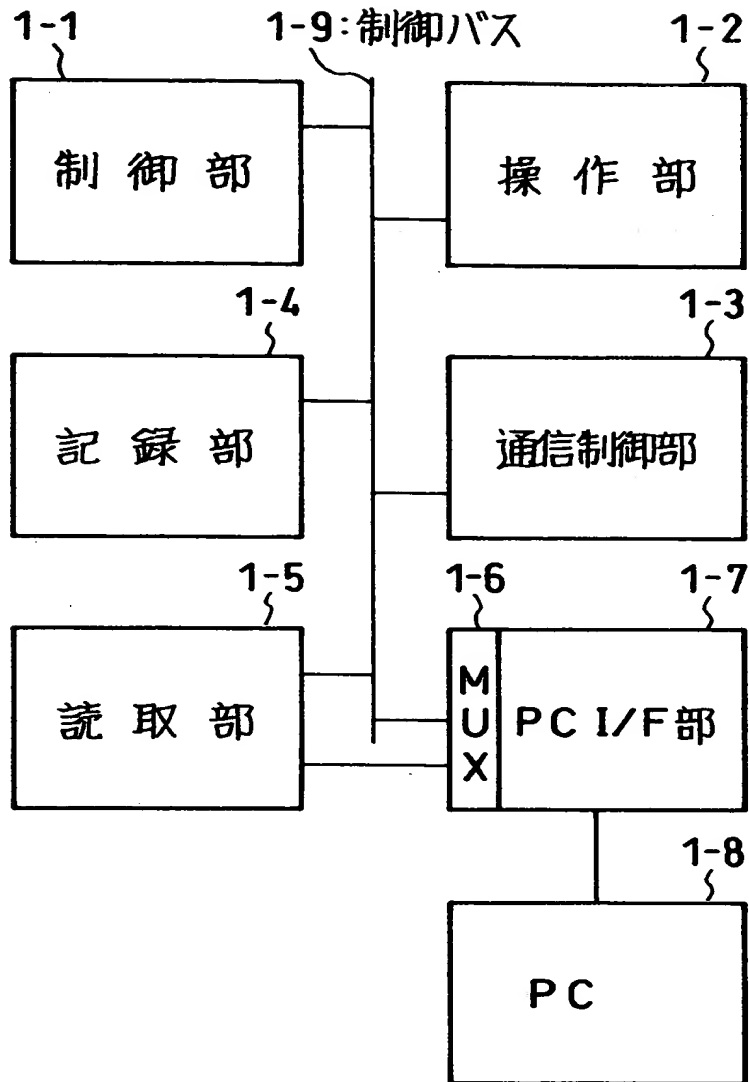 1-1
1-9:制御バス
1-2
制御部
操作部
1-4
1-3
記録部
通信制御部
1-5
1-6
1-7
読取部
MUX
PC I/F部
1-8
PC